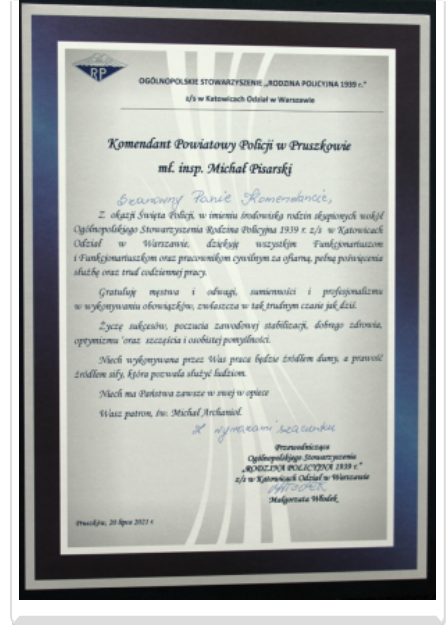 RP
OGÓLNOPOLSKIE STOWARZYSZENIE „RODZINA POLICYJNA 1939 r."
z/s w Katowicach Odział w Warszawie
Komendant Powiatowy Policji w Pruszkowie
mł. insp. Michał Pisarski
Szanowny Panie Komendancie,
Z okazji Święta Policji, w imieniu środowiska rodzin skupionych wokół
Ogólnopolskiego Stowarzyszenia Rodzina Policyjna 1939 r. z/s w Katowicach
Odział w Warszawie, dziękuję wszystkim Funkcjonariuszom
i Funkcjonariuszkom oraz pracownikom cywilnym za ofiarną, pełną poświęcenia
służbę oraz trud codziennej pracy.
Gratuluję męstwa i odwagi, sumienności i profesjonalizmu
w wykonywaniu obowiązków, zwłaszcza w tak trudnym czasie jak dziś.
Życzę sukcesów, poczucia zawodowej stabilizacji, dobrego zdrowia,
optymizmu oraz szczęścia i osobistej pomyślności.
Niech wykonywana przez Was praca będzie źródłem dumy, a prawość
źródłem siły, która pozwala służyć ludziom.
Niech ma Państwa zawsze w swej w opiece
Wasz patron, św. Michał Archanioł.
Z wyrazami szacunku
Przewodnicząca
Ogólnopolskiego Stowarzyszenia
„RODZINA POLICYJNA 1939 r."
z/s w Katowicach Odział w Warszawie
Małgorzata Włodek
Pruszków, 20 lipca 2021 r.